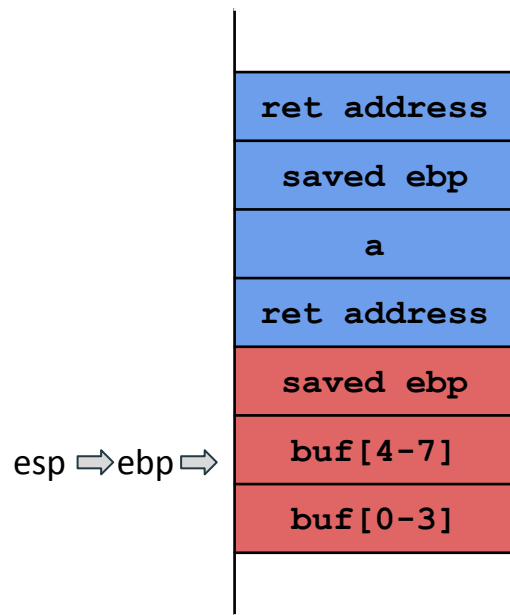 ret address
saved ebp
a
ret address
saved ebp
esp ebp buf[4-7]
buf[0-3]